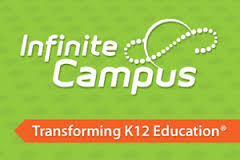 Infinite
Campus
Transforming K12 Education®